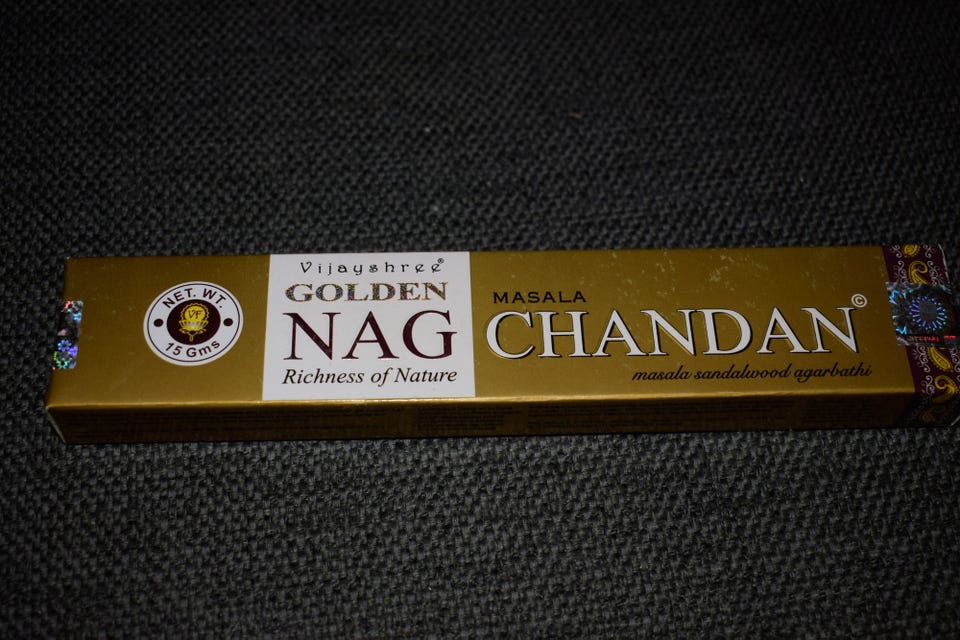 NET. WT.
VF
15 Gms
Vijayshree®
GOLDEN
NAG
Richness of Nature
MASALA
CHANDAN©
masala sandalwood agarbathi